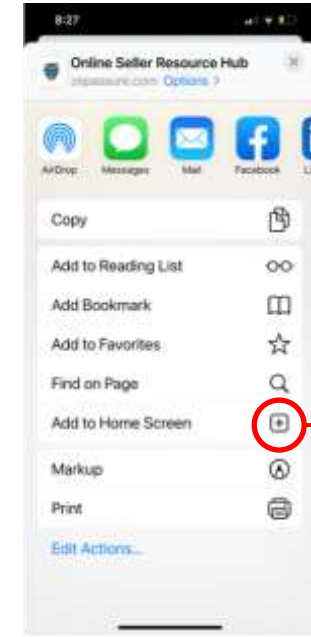 8:27
Online Seller Resource Hub
Options >
AirDrop Messages Mail Facebook
Copy
Add to Reading List
Add Bookmark
Add to Favorites
Find on Page
Add to Home Screen
Markup
Print
Edit Actions...